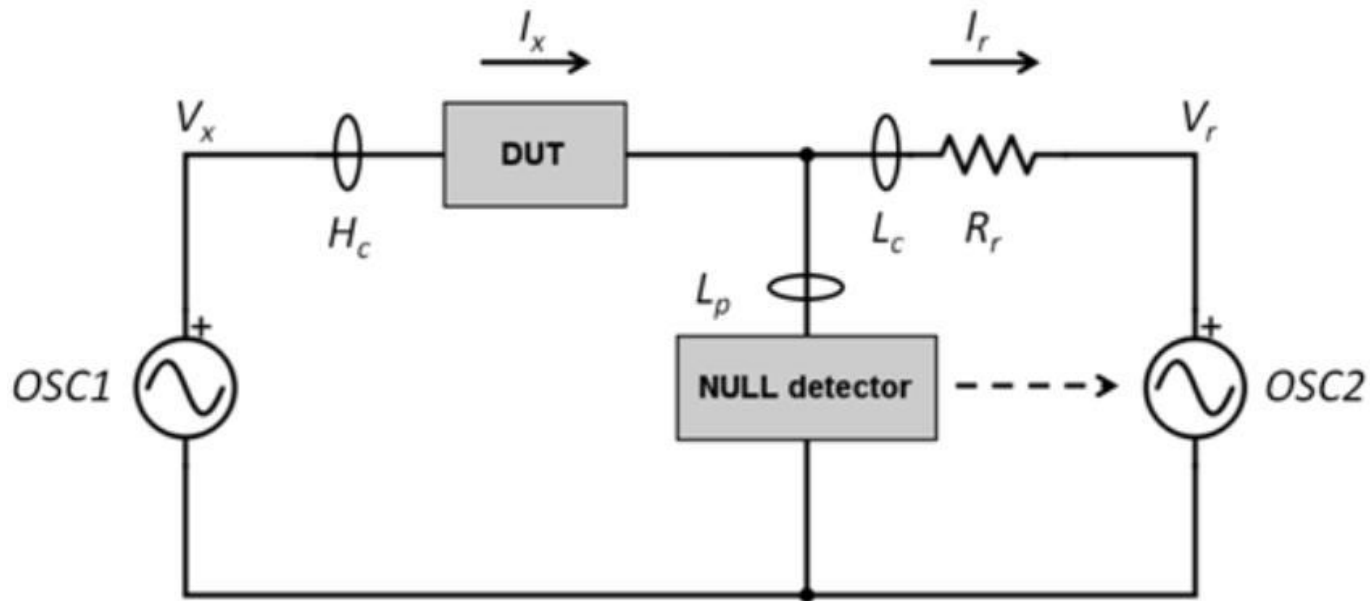 I_x
I_r
V_x
V_r
DUT
H_c
L_c
R_r
L_p
+
+
OSC1
NULL detector
OSC2